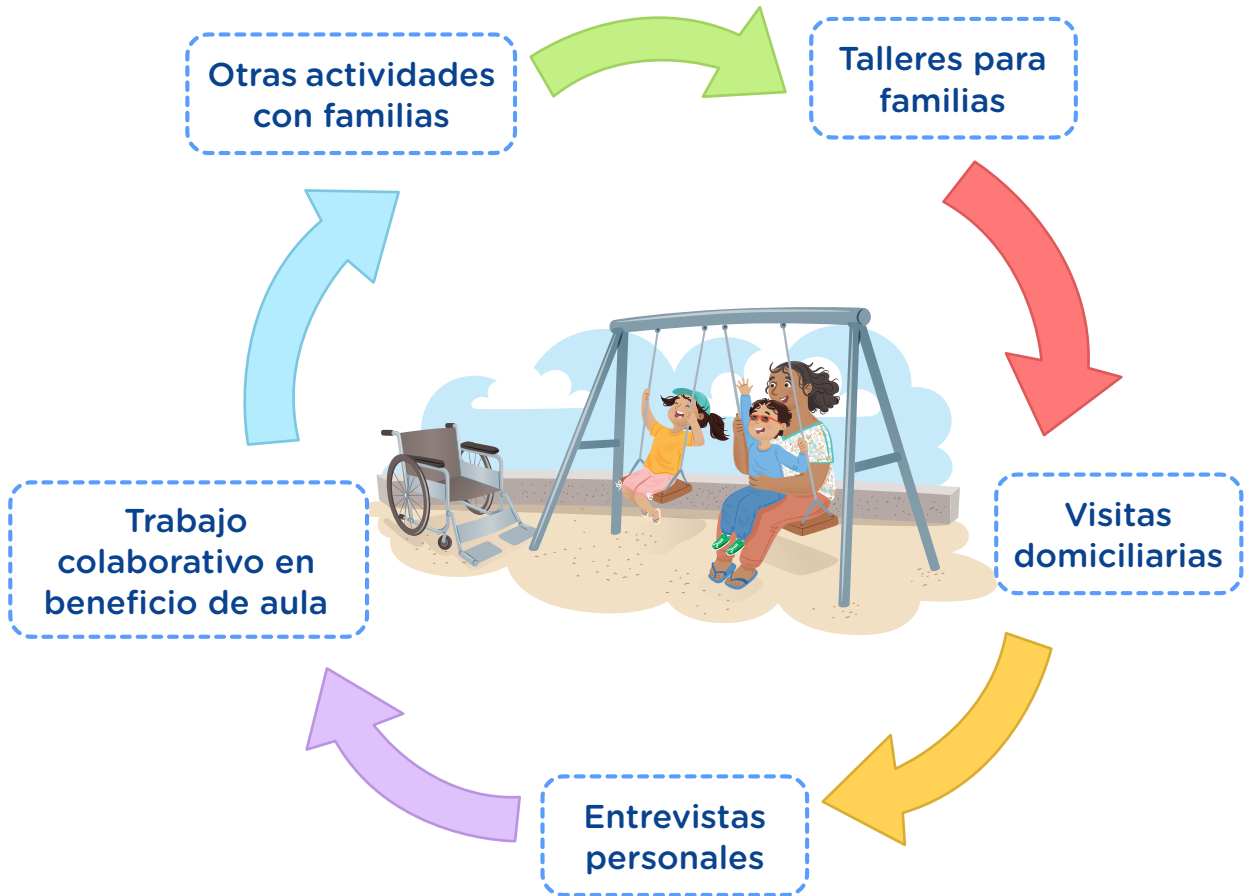 Otras actividades
con familias
Talleres para
familias
Visitas
domiciliarias
Entrevistas
personales
Trabajo
colaborativo en
beneficio de aula